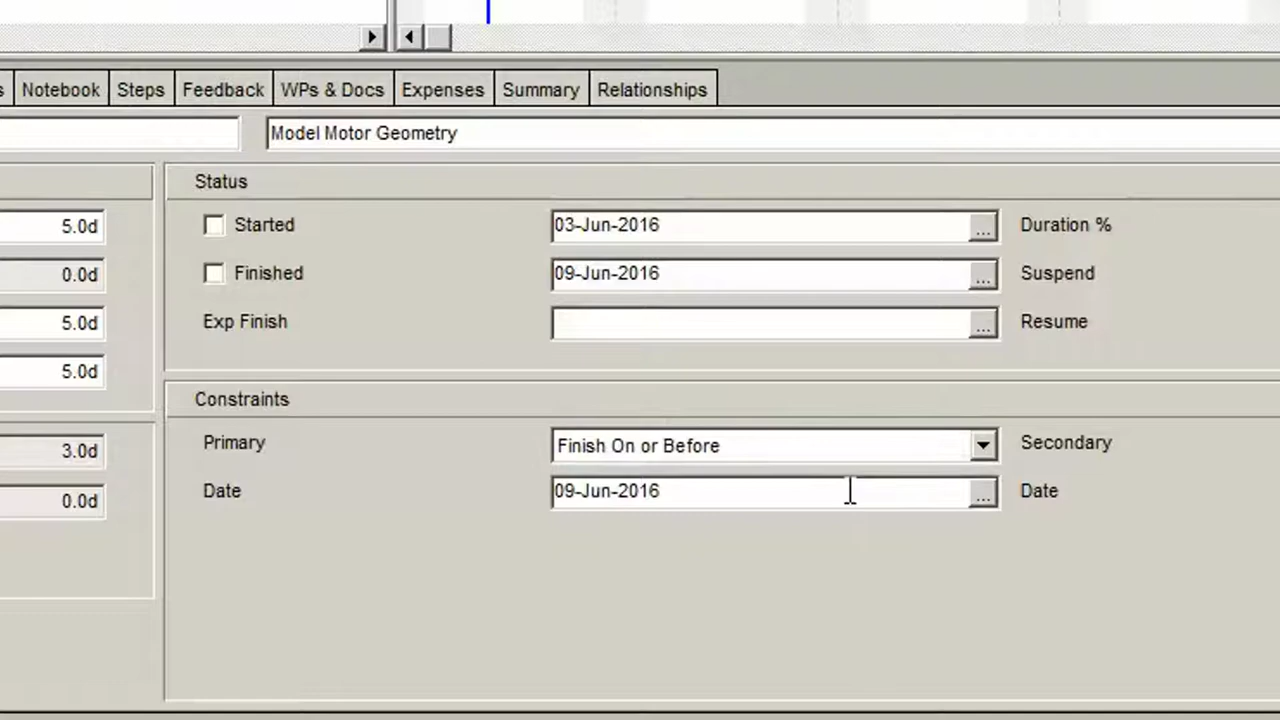 s Notebook Steps Feedback WPs & Docs Expenses Summary Relationships
Model Motor Geometry
Status
5.0d Started 03-Jun-2016 ... Duration %
0.0d Finished 09-Jun-2016 ... Suspend
5.0d Exp Finish ... Resume
5.0d
Constraints
3.0d Primary Finish On or Before Secondary
0.0d Date 09-Jun-2016 ... Date